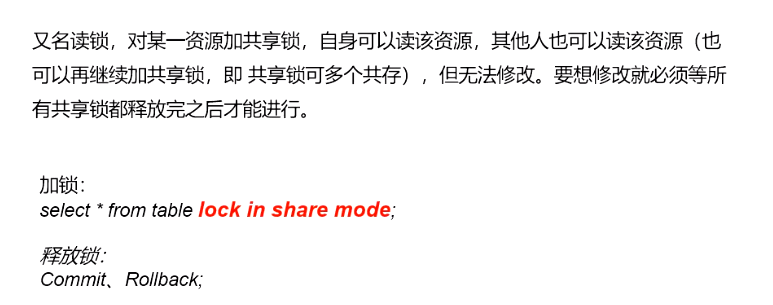 又名读锁，对某一资源加共享锁，自身可以读该资源，其他人也可以读该资源（也
可以再继续加共享锁，即 共享锁可多个共存），但无法修改。要想修改就必须等所
有共享锁都释放完之后才能进行。
加锁：
select * from table lock in share mode;
释放锁：
Commit、Rollback;